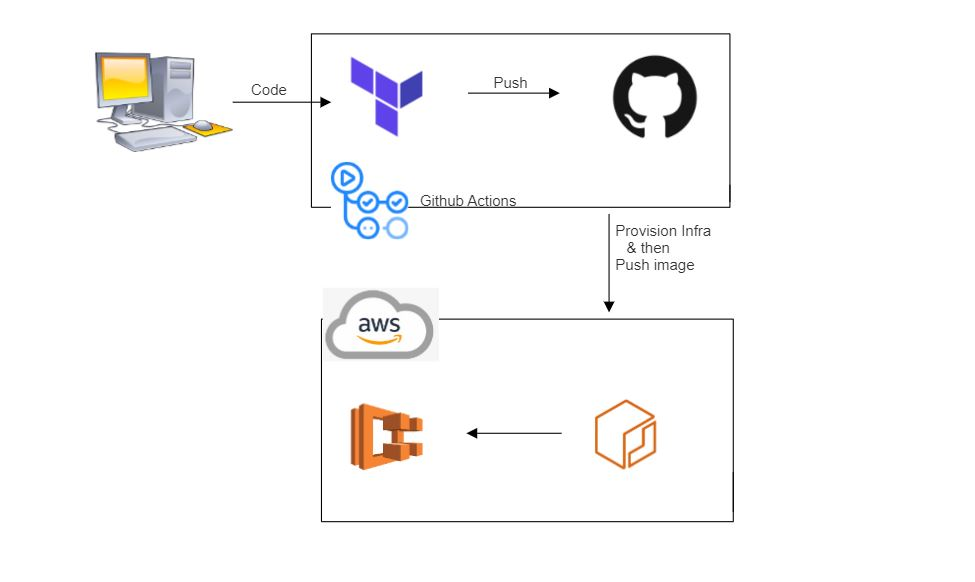 Code
Push
Github Actions
Provision Infra
& then
Push image
aws